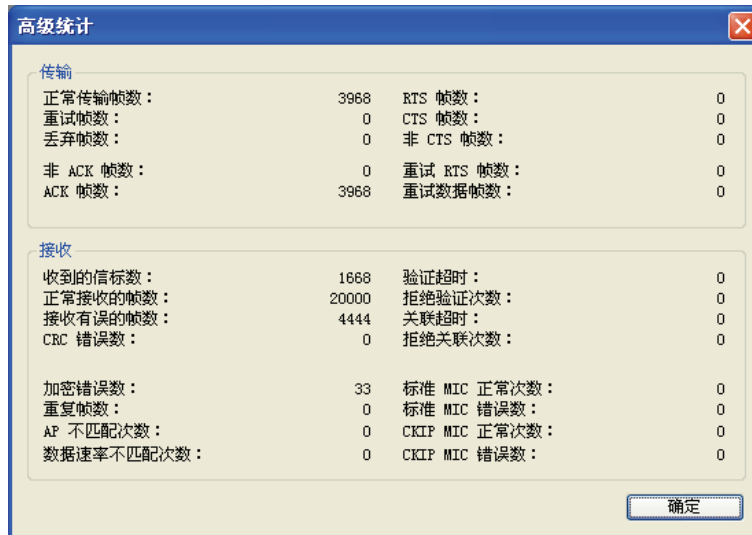 高级统计
传输
正常传输帧数： 3968 RTS 帧数： 0
重试帧数： 0 CTS 帧数： 0
丢弃帧数： 0 非 CTS 帧数： 0
非 ACK 帧数： 0 重试 RTS 帧数： 0
ACK 帧数： 3968 重试数据帧数： 0
接收
收到的信标数： 1668 验证超时： 0
正常接收的帧数： 20000 拒绝验证次数： 0
接收有误的帧数： 4444 关联超时： 0
CRC 错误数： 0 拒绝关联次数： 0
加密错误数： 33 标准 MIC 正常次数： 0
重复帧数： 0 标准 MIC 错误数： 0
AP 不匹配次数： 0 CKIP MIC 正常次数： 0
数据速率不匹配次数： 0 CKIP MIC 错误数： 0
确定